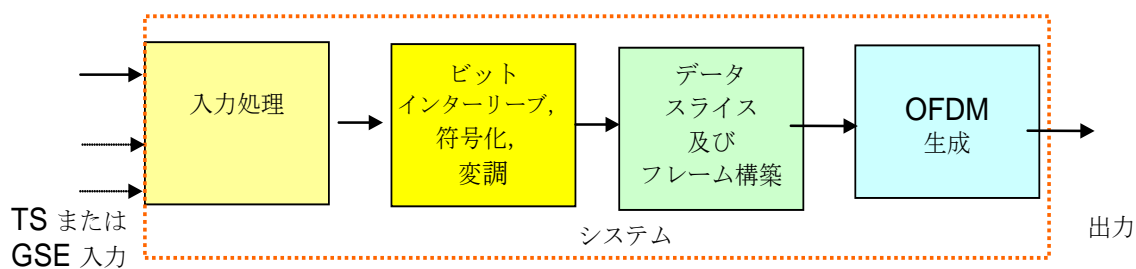 入力処理
ビット
インターリーブ,
符号化,
変調
データ
スライス
及び
フレーム構築
OFDM
生成
TS または
GSE 入力
システム
出力